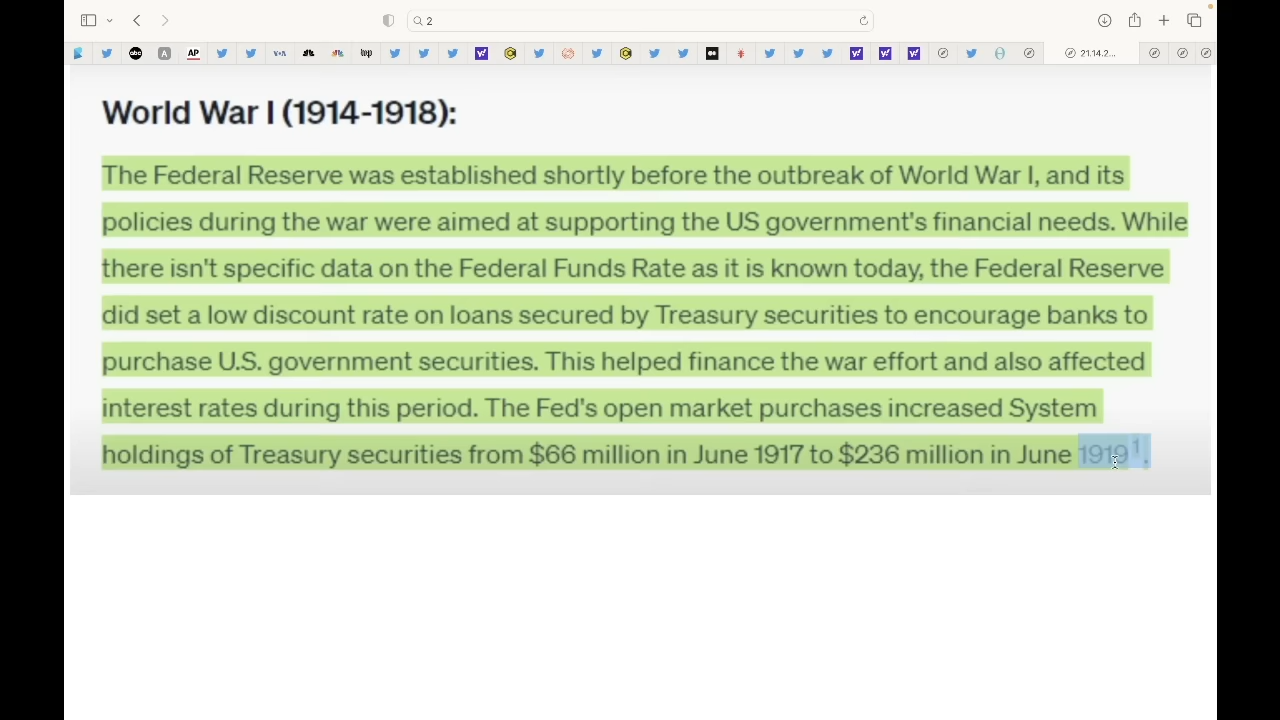 2
abc
A
AP
VOA
wp
y!
y!
y!
y!
21.14.2...
World War I (1914-1918):
The Federal Reserve was established shortly before the outbreak of World War I, and its
policies during the war were aimed at supporting the US government's financial needs. While
there isn't specific data on the Federal Funds Rate as it is known today, the Federal Reserve
did set a low discount rate on loans secured by Treasury securities to encourage banks to
purchase U.S. government securities. This helped finance the war effort and also affected
interest rates during this period. The Fed's open market purchases increased System
holdings of Treasury securities from $66 million in June 1917 to $236 million in June 1919¹.